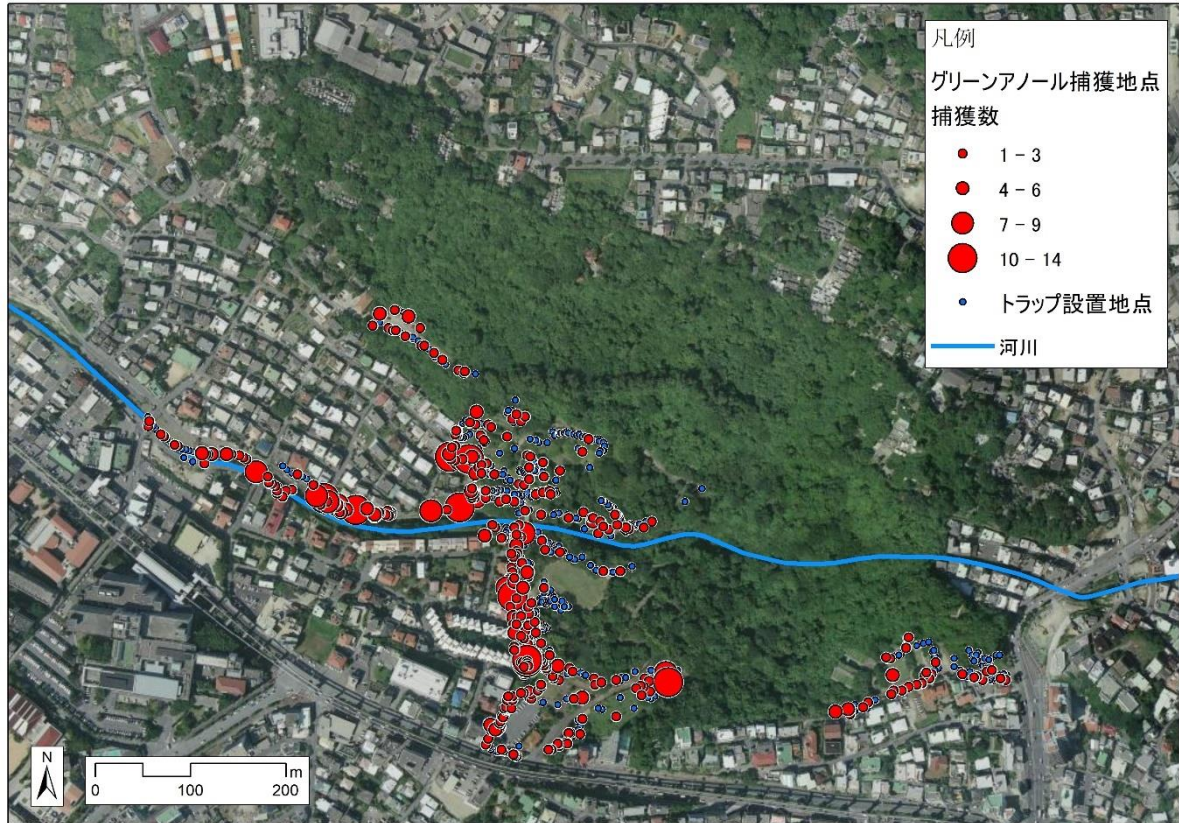 凡例
グリーンアノール捕獲地点
捕獲数
1 - 3
4 - 6
7 - 9
10 - 14
トラップ設置地点
河川
N
m
0 100 200